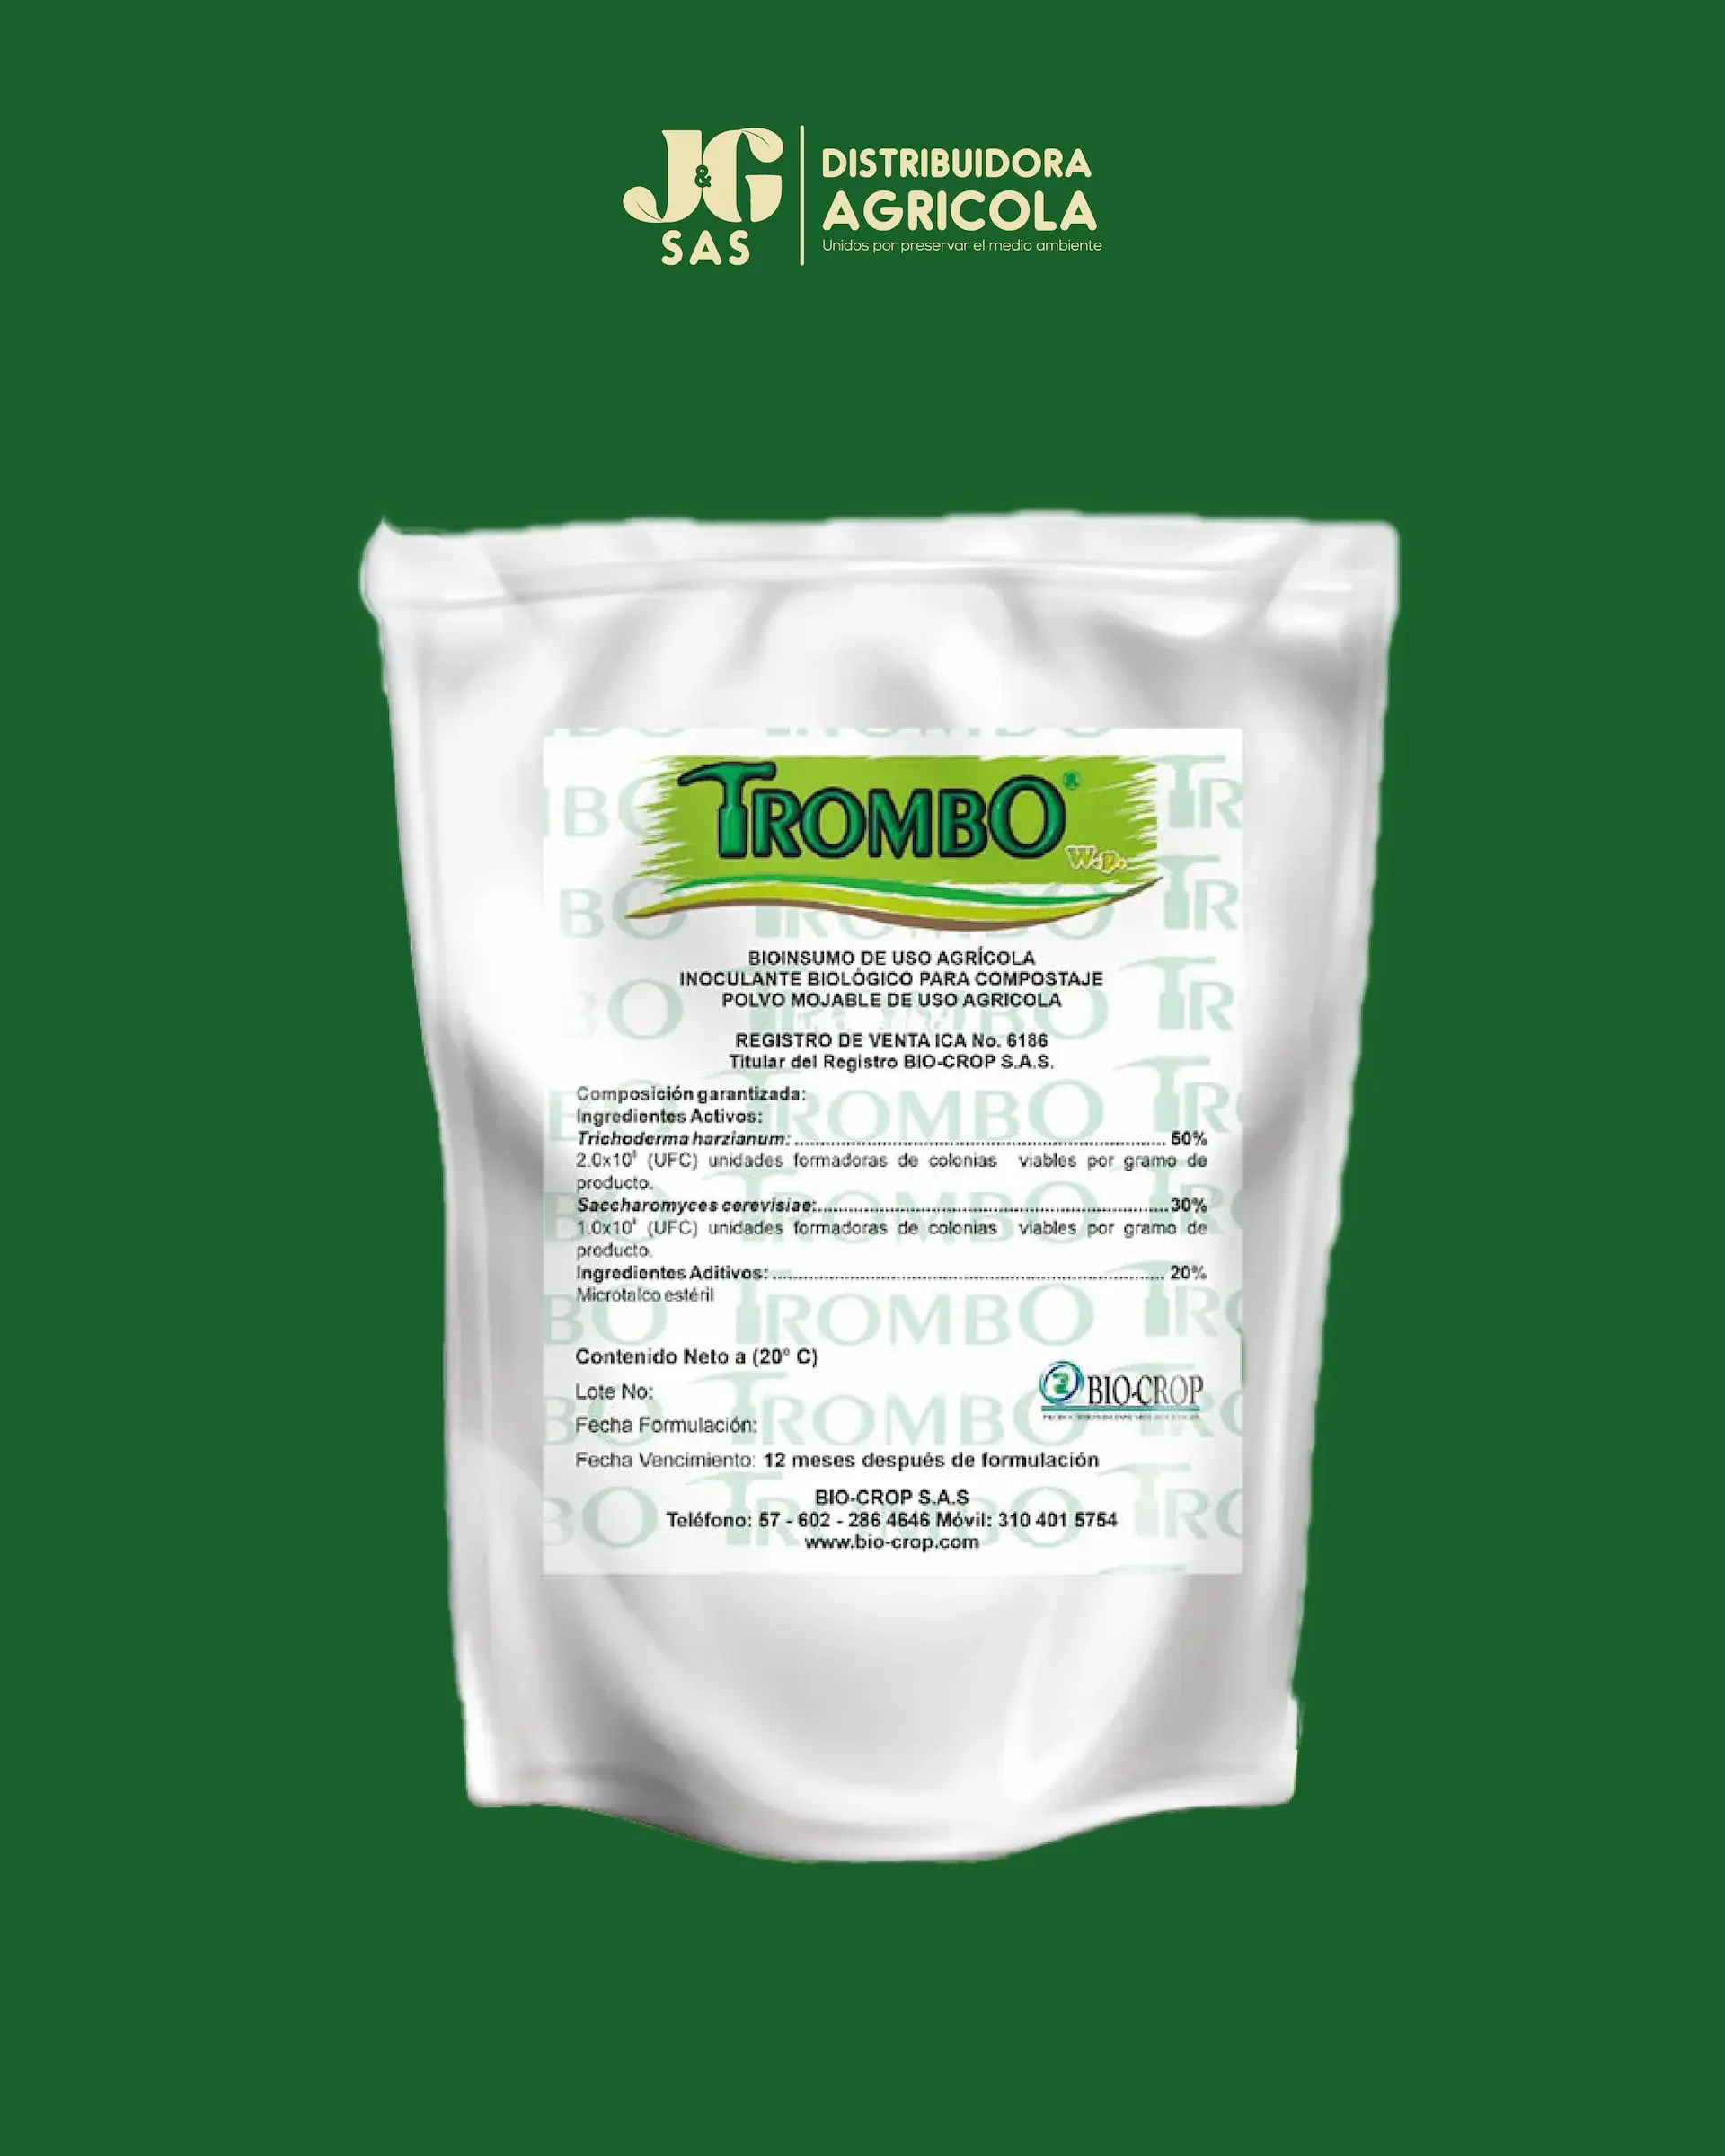 J&G
SAS
DISTRIBUIDORA
AGRICOLA
Unidos por preservar el medio ambiente
TROMBO®
W.p.
BIOINSUMO DE USO AGRÍCOLA
INOCULANTE BIOLÓGICO PARA COMPOSTAJE
POLVO MOJABLE DE USO AGRICOLA
REGISTRO DE VENTA ICA No. 6186
Titular del Registro BIO-CROP S.A.S.
Composición garantizada:
Ingredientes Activos:
Trichoderma harzianum: 50%
(UFC) unidades formadoras de colonias viables por gramo de
producto.
Saccharomyces cerevisiae: 30%
(UFC) unidades formadoras de colonias viables por gramo de
producto.
Ingredientes Aditivos: 20%
Microtalco estéril
Contenido Neto a (20° C)
BIO-CROP
Lote No:
Fecha Formulación:
Fecha Vencimiento: 12 meses después de formulación
BIO-CROP S.A.S
Teléfono: 57 - 602 - 286 4646 Móvil: 310 401 5754
www.bio-crop.com